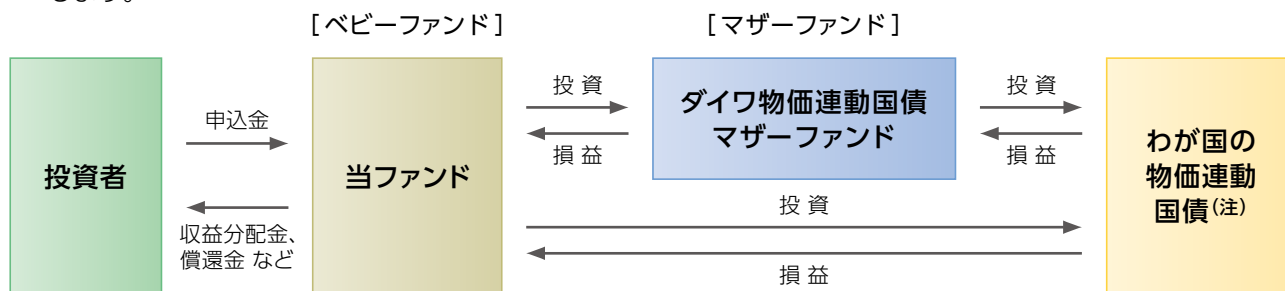 します。
[ベビーファンド]
[マザーファンド]
投資者
申込金
収益分配金、
償還金 など
当ファンド
投 資
損 益
ダイワ物価連動国債
マザーファンド
投 資
損 益
投 資
損 益
わが国の
物価連動
国債(注)